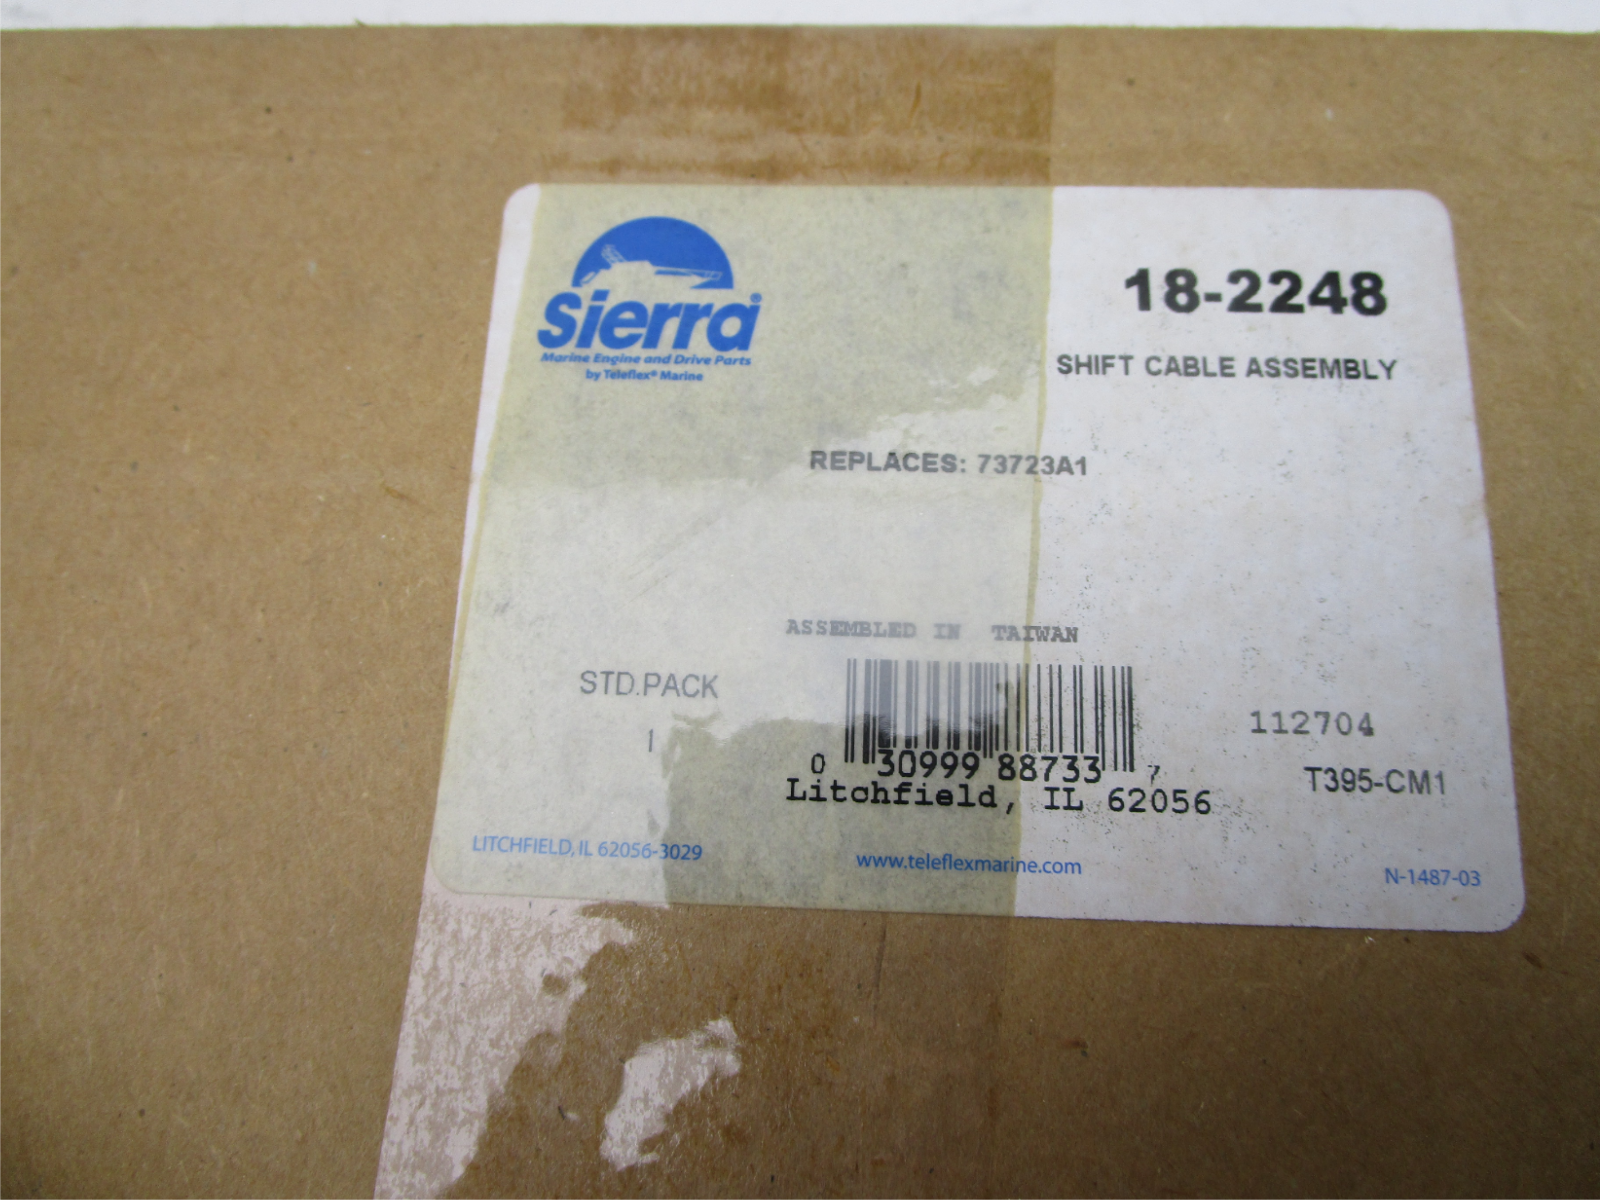 Sierra®
Marine Engine and Drive Parts
by Teleflex® Marine
18-2248
SHIFT CABLE ASSEMBLY
REPLACES: 73723A1
ASSEMBLED IN TAIWAN
STD.PACK
1
0 30999 88733 7
Litchfield, IL 62056
112704
T395-CM1
LITCHFIELD, IL 62056-3029
www.teleflexmarine.com
N-1487-03